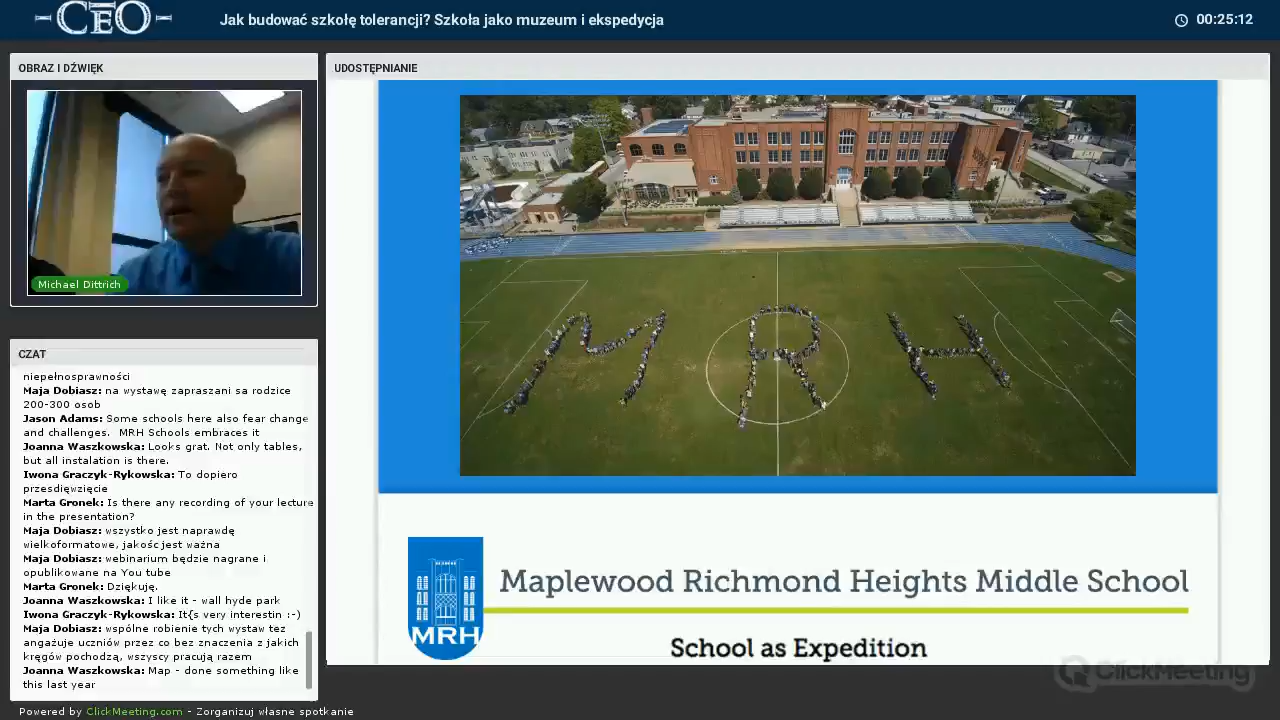 CEO
Jak budować szkołę tolerancji? Szkoła jako muzeum i ekspedycja
00:25:12
OBRAZ I DŹWIĘK
Michael Dittrich
CZAT
niepełnosprawności
Maja Dobiasz: na wystawę zapraszani sa rodzice
200-300 osob
Jason Adams: Some schools here also fear change
and challenges. MRH Schools embraces it
Joanna Waszkowska: Looks grat. Not only tables,
but all instalation is there.
Iwona Graczyk-Rykowska: To dopiero
przesdięwzięcie
Marta Gronek: Is there any recording of your lecture
in the presentation?
Maja Dobiasz: wszystko jest naprawdę
wielkoformatowe, jakośc jest ważna
Maja Dobiasz: webinarium będzie nagrane i
opublikowane na You tube
Marta Gronek: Dziękuję.
Joanna Waszkowska: I like it - wall hyde park
Iwona Graczyk-Rykowska: It{s very interestin :-)
Maja Dobiasz: wspólne robienie tych wystaw tez
angażuje uczniów przez co bez znaczenia z jakich
kręgów pochodzą, wszyscy pracują razem
Joanna Waszkowska: Map - done something like
this last year
UDOSTĘPNIANIE
MRH
MRH
Maplewood Richmond Heights Middle School
School as Expedition
ClickMeeting
Powered by ClickMeeting.com - Zorganizuj własne spotkanie